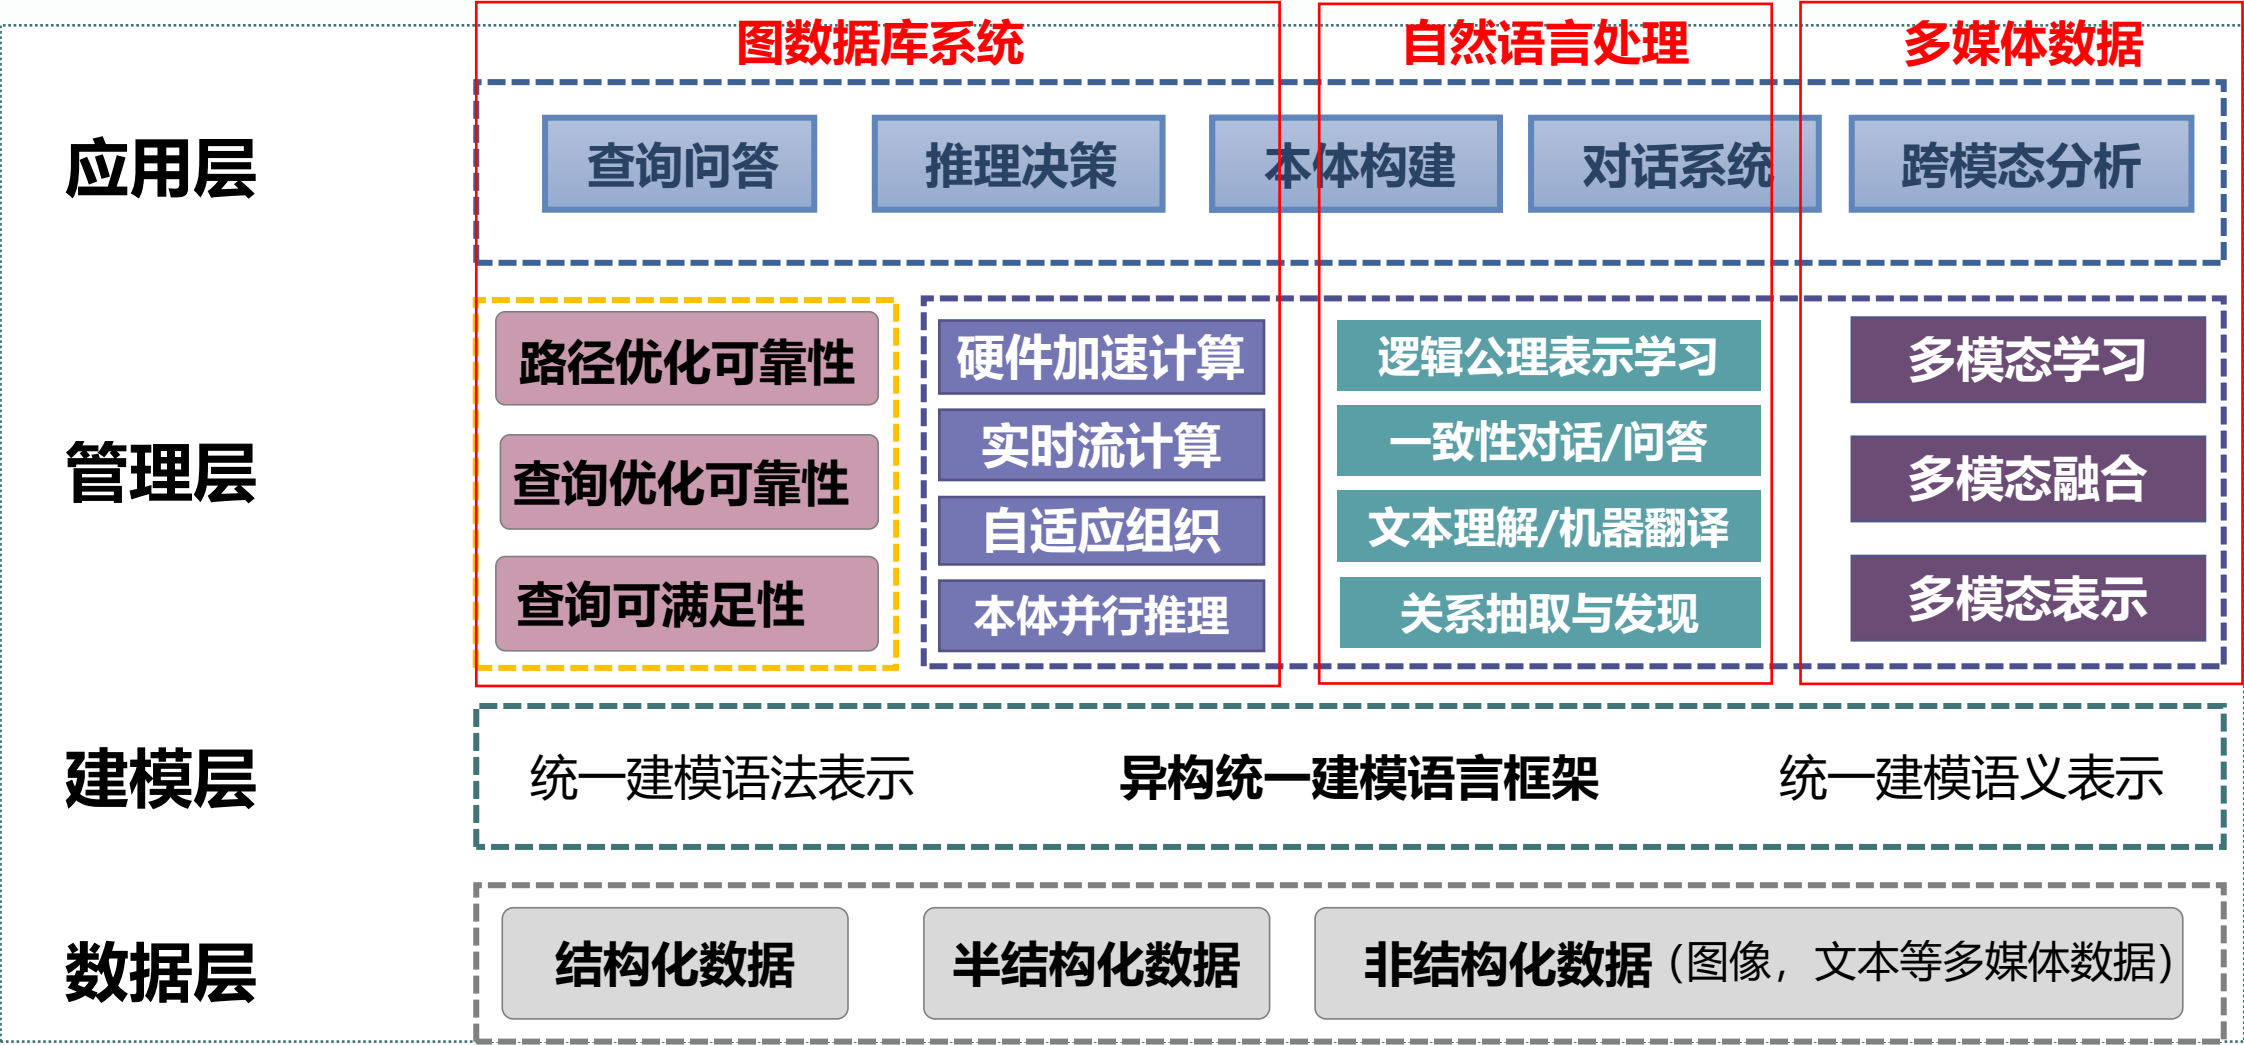 图数据库系统
自然语言处理
多媒体数据
应用层
查询问答
推理决策
本体构建
对话系统
跨模态分析
管理层
路径优化可靠性
查询优化可靠性
查询可满足性
硬件加速计算
实时流计算
自适应组织
本体并行推理
逻辑公理表示学习
一致性对话/问答
文本理解/机器翻译
关系抽取与发现
多模态学习
多模态融合
多模态表示
建模层
统一建模语法表示
异构统一建模语言框架
统一建模语义表示
数据层
结构化数据
半结构化数据
非结构化数据（图像，文本等多媒体数据）